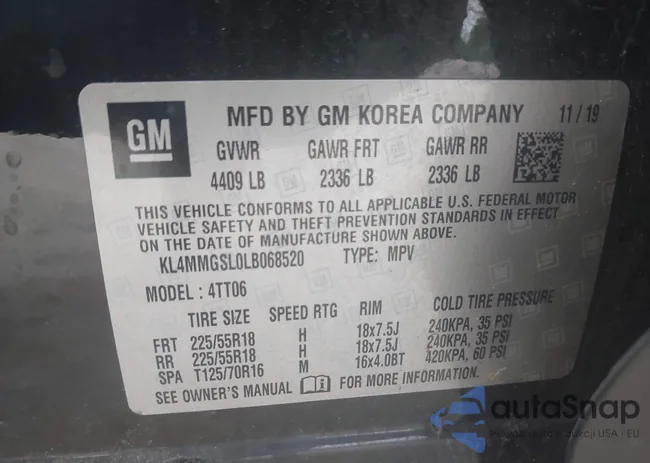 GM
MFD BY GM KOREA COMPANY 11/19
GVWR GAWR FRT GAWR RR
4409 LB 2336 LB 2336 LB
THIS VEHICLE CONFORMS TO ALL APPLICABLE U.S. FEDERAL MOTOR
VEHICLE SAFETY AND THEFT PREVENTION STANDARDS IN EFFECT
ON THE DATE OF MANUFACTURE SHOWN ABOVE.
KL4MMGSL0LB068520 TYPE: MPV
MODEL : 4TT06
TIRE SIZE SPEED RTG RIM COLD TIRE PRESSURE
FRT 225/55R18 H 18x7.5J 240KPA, 35 PSI
RR 225/55R18 H 18x7.5J 240KPA, 35 PSI
SPA T125/70R16 M 16x4.0BT 420KPA, 60 PSI
SEE OWNER'S MANUAL FOR MORE INFORMATION.
autoSnap
aukcji USA - EU